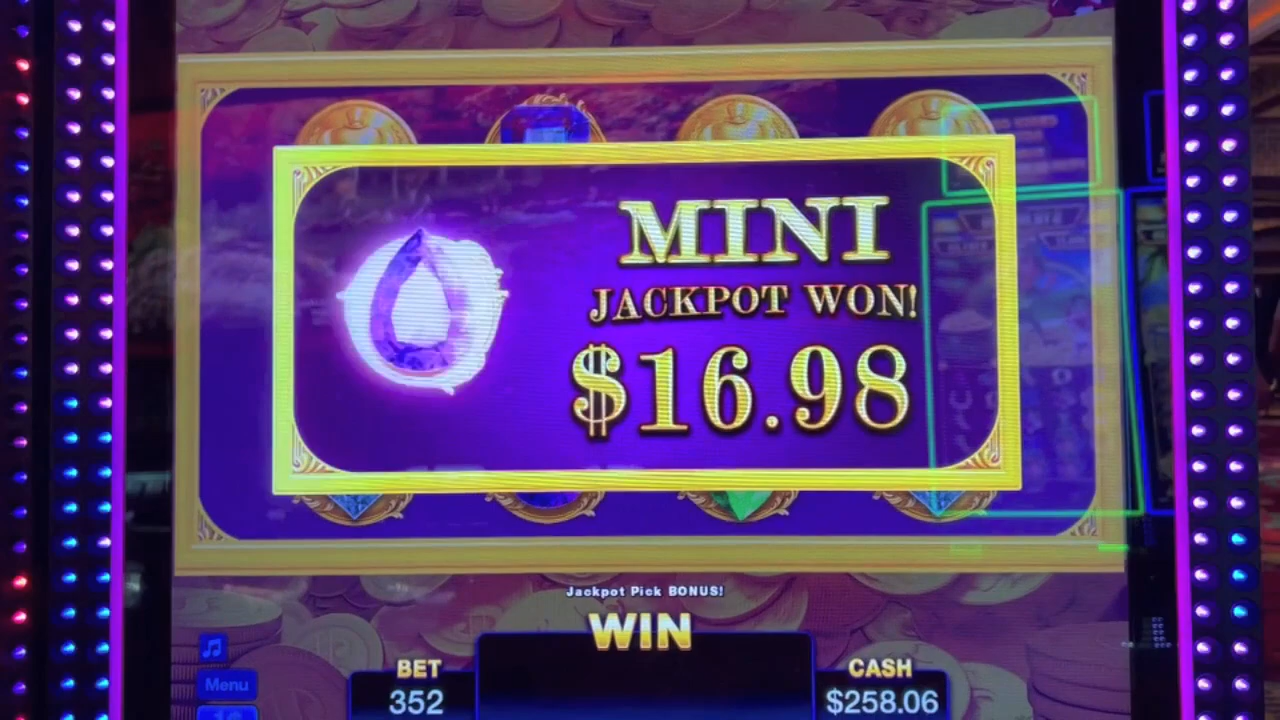 MINI
JACKPOT WON!
$16.98
Jackpot Pick BONUS!
WIN
BET
CASH
Menu
352
$258.06